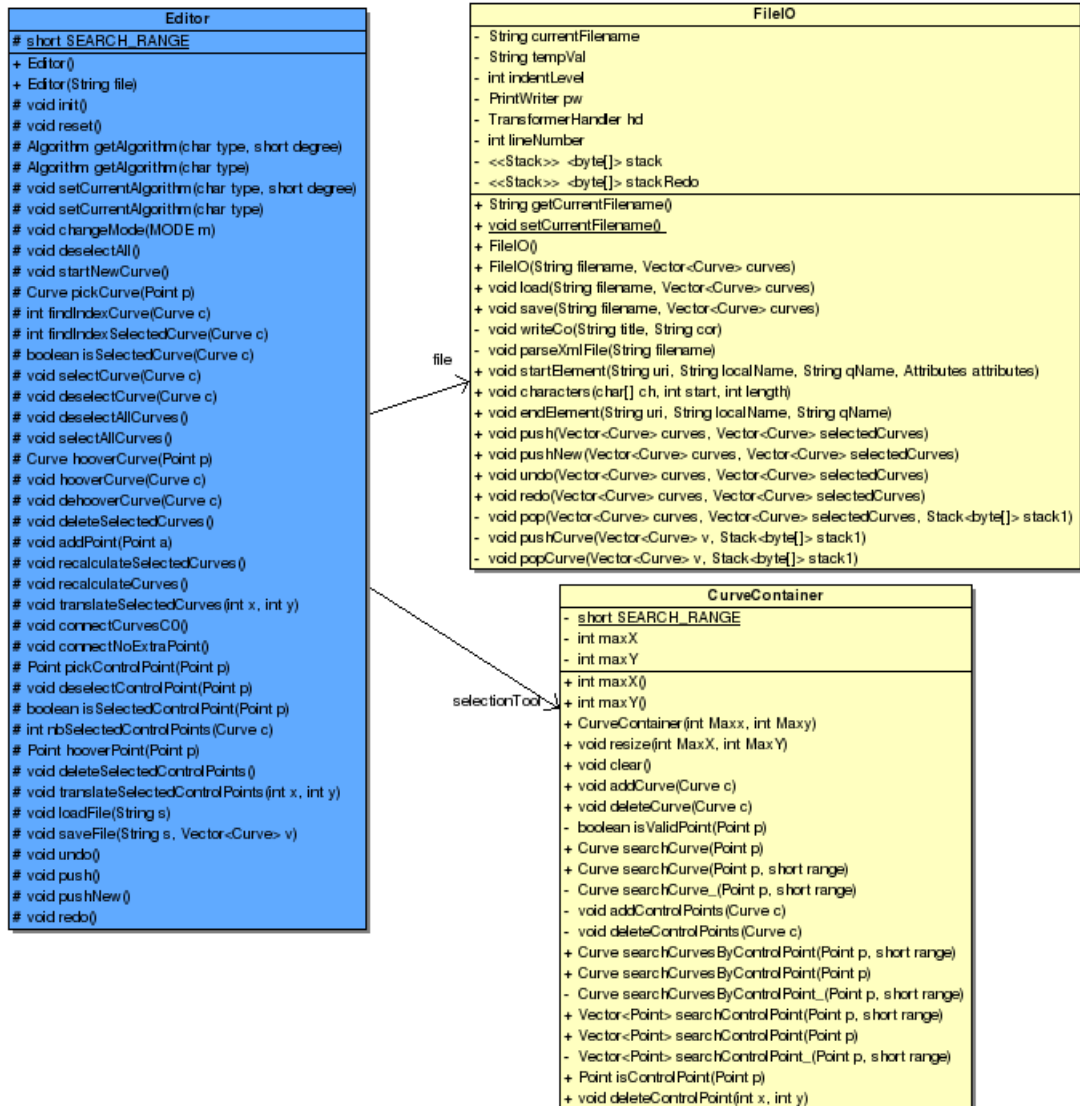 Editor
# short SEARCH_RANGE
+ Editor()
+ Editor(String file)
# void init()
# void reset()
# Algorithm getAlgorithm(char type, short degree)
# Algorithm getAlgorithm(char type)
# void setCurrentAlgorithm(char type, short degree)
# void setCurrentAlgorithm(char type)
# void changeMode(MODE m)
# void deselectAll()
# void startNewCurve()
# Curve pickCurve(Point p)
# int findIndexCurve(Curve c)
# int findIndexSelectedCurve(Curve c)
# boolean isSelectedCurve(Curve c)
# void selectCurve(Curve c)
# void deselectCurve(Curve c)
# void deselectAllCurves()
# void selectAllCurves()
# Curve hooverCurve(Point p)
# void hooverCurve(Curve c)
# void dehooverCurve(Curve c)
# void deleteSelectedCurves()
# void addPoint(Point a)
# void recalculateSelectedCurves()
# void recalculateCurves()
# void translateSelectedCurves(int x, int y)
# void connectCurvesC0()
# void connectNoExtraPoint()
# Point pickControlPoint(Point p)
# void deselectControlPoint(Point p)
# boolean isSelectedControlPoint(Point p)
# int nbSelectedControlPoints(Curve c)
# Point hooverPoint(Point p)
# void deleteSelectedControlPoints()
# void translateSelectedControlPoints(int x, int y)
# void loadFile(String s)
# void saveFile(String s, Vector<Curve> v)
# void undo()
# void push()
# void pushNew()
# void redo()
file
selectionTool
FileIO
- String currentFilename
- String tempVal
- int indentLevel
- PrintWriter pw
- TransformerHandler hd
- int lineNumber
- <<Stack>> <byte[]> stack
- <<Stack>> <byte[]> stackRedo
+ String getCurrentFilename()
+ void setCurrentFilename()
+ FileIO()
+ FileIO(String filename, Vector<Curve> curves)
+ void load(String filename, Vector<Curve> curves)
+ void save(String filename, Vector<Curve> curves)
- void writeCo(String title, String cor)
- void parseXmlFile(String filename)
+ void startElement(String uri, String localName, String qName, Attributes attributes)
+ void characters(char[] ch, int start, int length)
+ void endElement(String uri, String localName, String qName)
+ void push(Vector<Curve> curves, Vector<Curve> selectedCurves)
+ void pushNew(Vector<Curve> curves, Vector<Curve> selectedCurves)
+ void undo(Vector<Curve> curves, Vector<Curve> selectedCurves)
+ void redo(Vector<Curve> curves, Vector<Curve> selectedCurves)
- void pop(Vector<Curve> curves, Vector<Curve> selectedCurves, Stack<byte[]> stack1)
- void pushCurve(Vector<Curve> v, Stack<byte[]> stack1)
- void popCurve(Vector<Curve> v, Stack<byte[]> stack1)
CurveContainer
- short SEARCH_RANGE
- int maxX
- int maxY
+ int maxX()
+ int maxY()
+ CurveContainer(int Maxx, int Maxy)
+ void resize(int MaxX, int MaxY)
+ void clear()
+ void addCurve(Curve c)
+ void deleteCurve(Curve c)
- boolean isValidPoint(Point p)
+ Curve searchCurve(Point p)
+ Curve searchCurve(Point p, short range)
- Curve searchCurve_(Point p, short range)
- void addControlPoints(Curve c)
- void deleteControlPoints(Curve c)
+ Curve searchCurvesByControlPoint(Point p, short range)
+ Curve searchCurvesByControlPoint(Point p)
- Curve searchCurvesByControlPoint_(Point p, short range)
+ Vector<Point> searchControlPoint(Point p, short range)
+ Vector<Point> searchControlPoint(Point p)
- Vector<Point> searchControlPoint_(Point p, short range)
+ Point isControlPoint(Point p)
+ void deleteControlPoint(int x, int y)